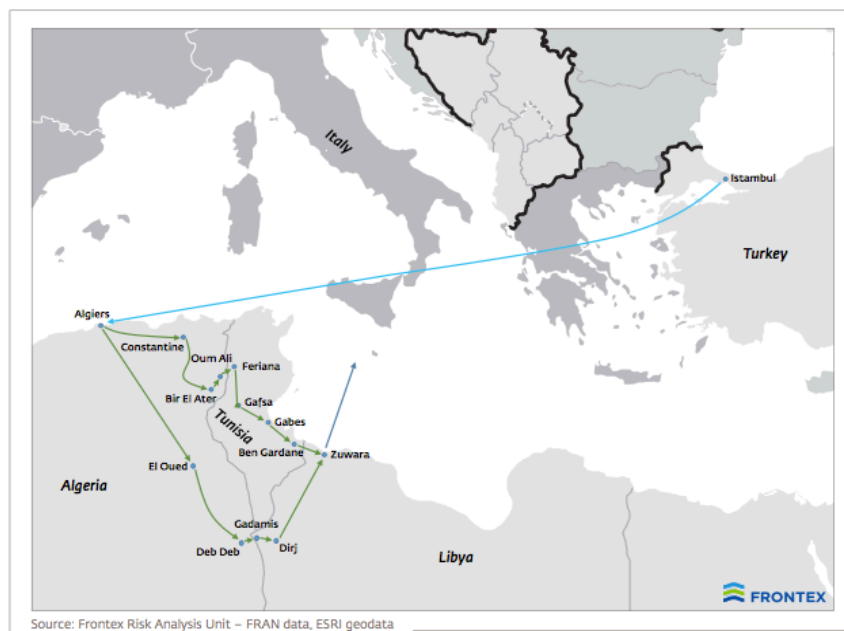 Italy
Istambul
Turkey
Algiers
Constantine
Oum Ali
Feriana
Bir El Ater
Gafsa
Tunisia
Gabes
Ben Gardane
Zuwara
El Oued
Algeria
Gadamis
Deb Deb
Dirj
Libya
FRONTEX
Source: Frontex Risk Analysis Unit – FRAN data, ESRI geodata